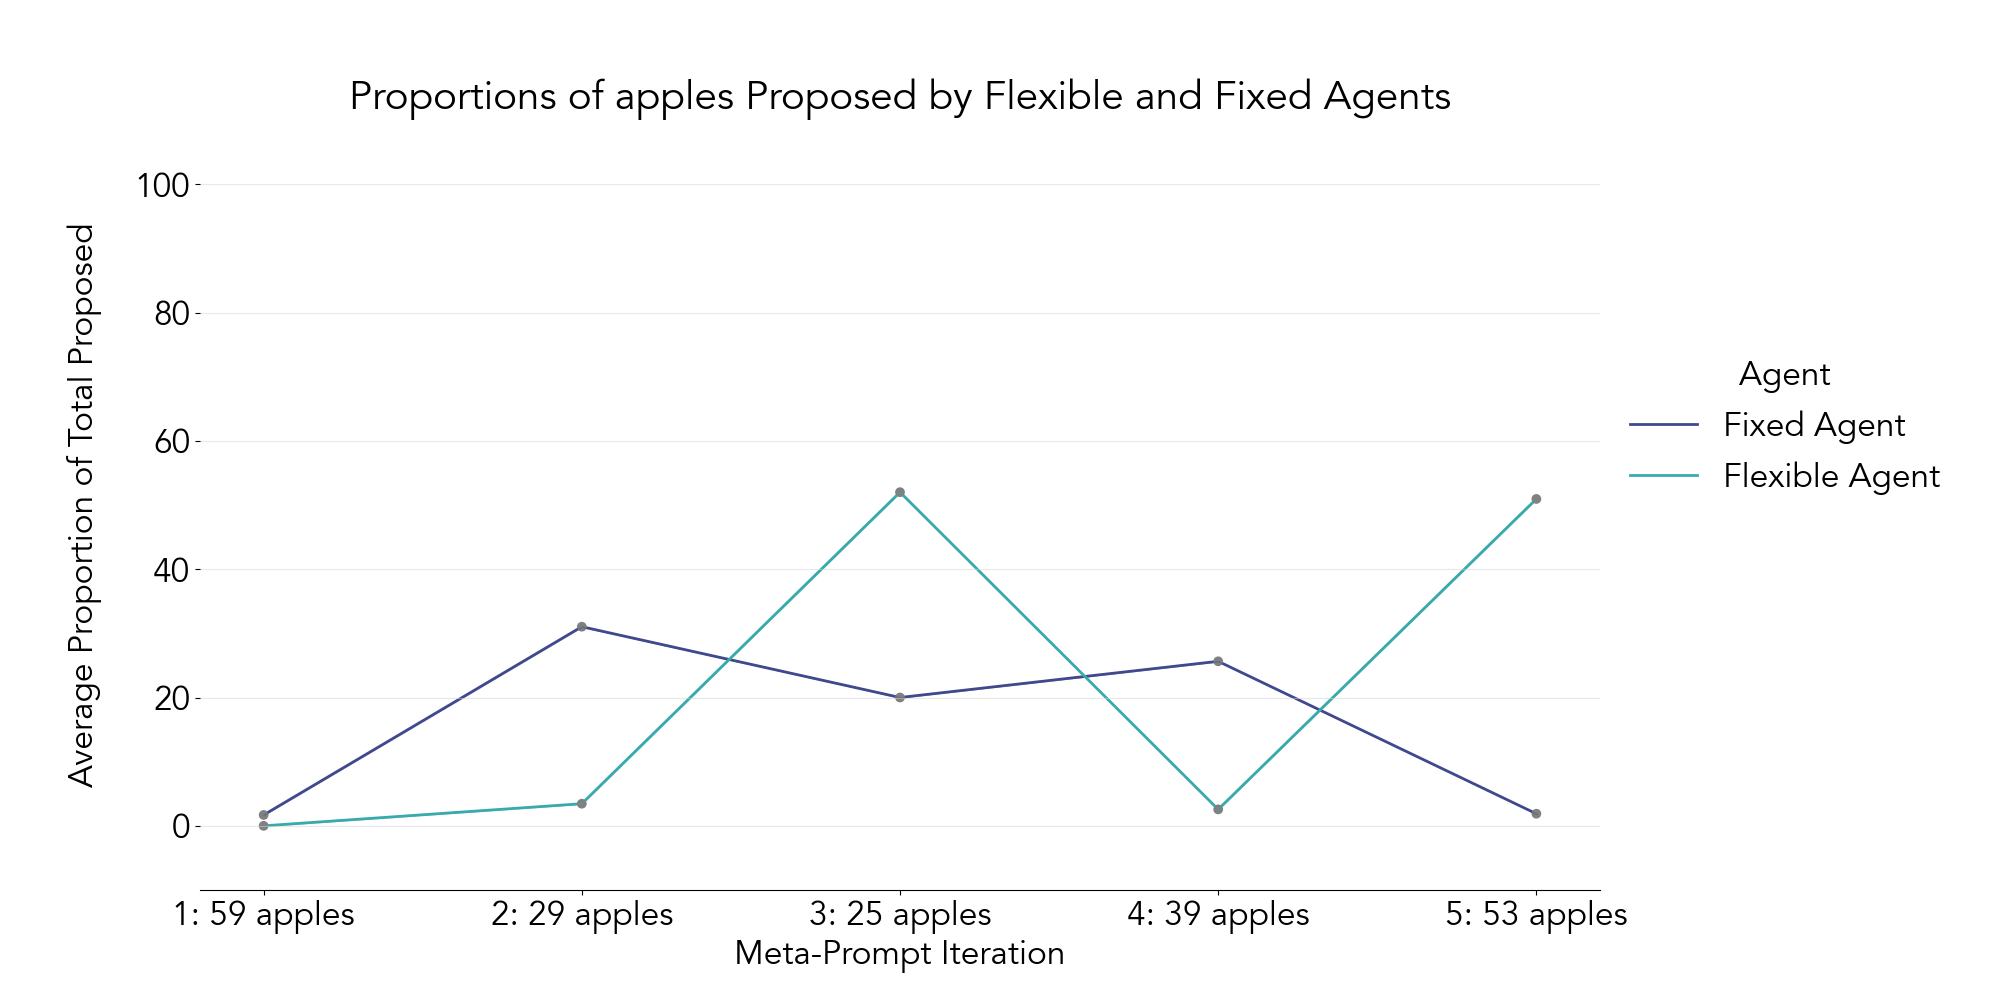 Proportions of apples Proposed by Flexible and Fixed Agents
Average Proportion of Total Proposed
100
80
60
40
20
0
1: 59 apples
2: 29 apples
3: 25 apples
4: 39 apples
5: 53 apples
Meta-Prompt Iteration
Agent
Fixed Agent
Flexible Agent